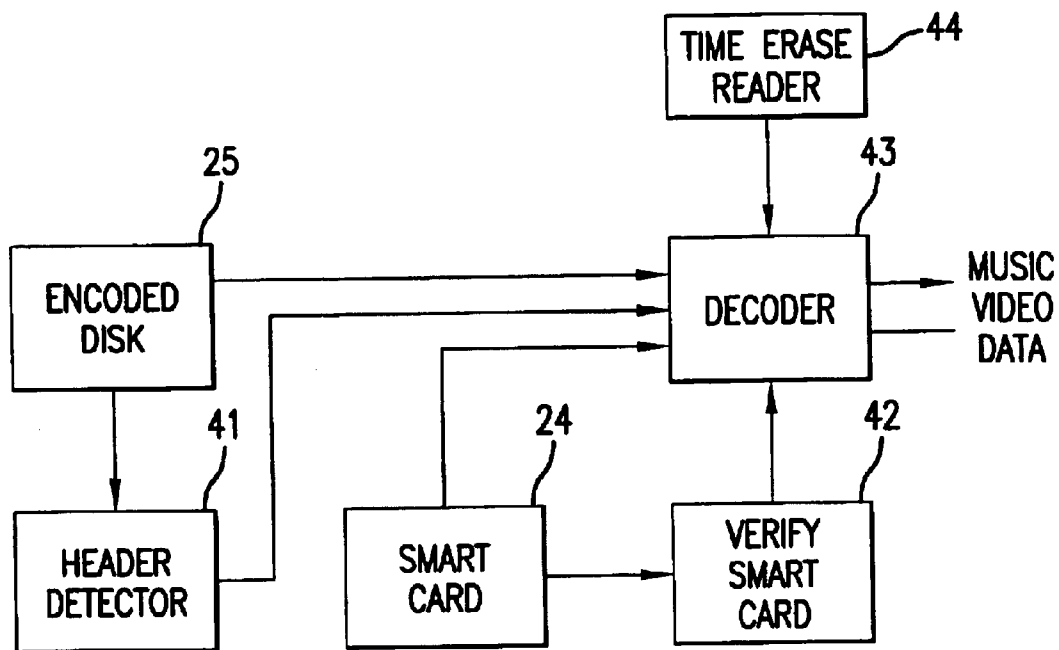 TIME ERASE
READER
44
25
43
ENCODED
DISK
DECODER
MUSIC
VIDEO
DATA
41
24
42
HEADER
DETECTOR
SMART
CARD
VERIFY
SMART
CARD